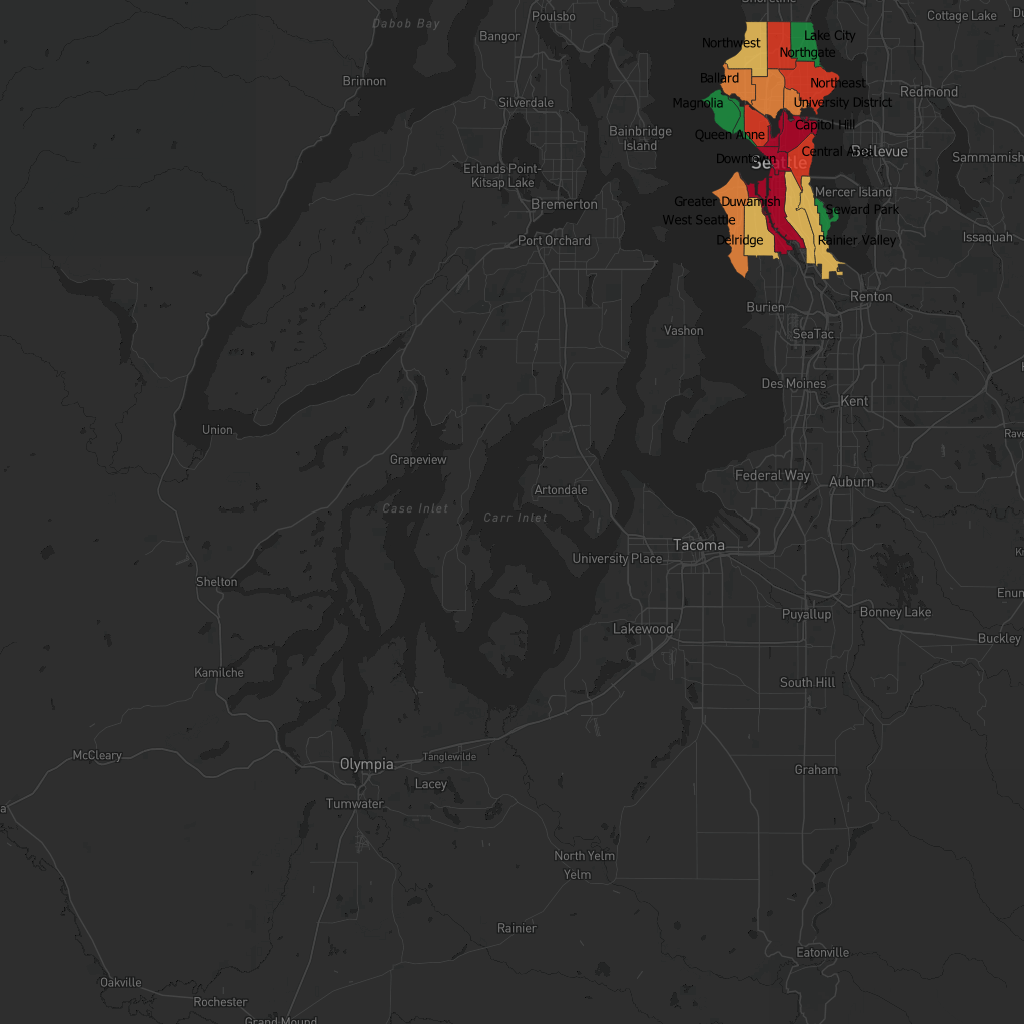 Shoreline
Cottage Lake
Du
Poulsbo
Dabob Bay
Bangor
Lake City
Northwest
Northgate
Brinnon
Ballard
Northeast
Redmond
Silverdale
Magnolia
University District
Capitol Hill
Bainbridge
Island
Queen Anne
Central Area
Bellevue
Downtown
Seattle
Sammamish
Erlands Point-
Kitsap Lake
Mercer Island
Bremerton
Greater Duwamish
Seward Park
West Seattle
Port Orchard
Delridge
Rainier Valley
Issaquah
Renton
Burien
Vashon
SeaTac
Des Moines
Kent
Union
Rave
Grapeview
Federal Way
Auburn
Artondale
Case Inlet
Carr Inlet
Tacoma
University Place
Shelton
Enun
Puyallup
Bonney Lake
Lakewood
Buckley
Kamilche
South Hill
McCleary
Tanglewilde
Olympia
Graham
Lacey
Tumwater
a
North Yelm
Yelm
Rainier
Eatonville
Oakville
Rochester
Grand Mound